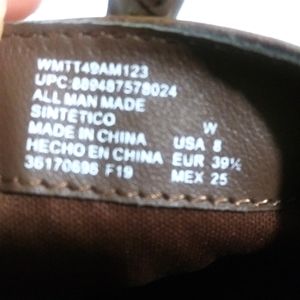 WMTT49AM123
UPC:889487578024
ALL MAN MADE
SINTÉTICO
MADE IN CHINA
HECHO EN CHINA
36170696 F19
W
USA 8
EUR 39½
MEX 25